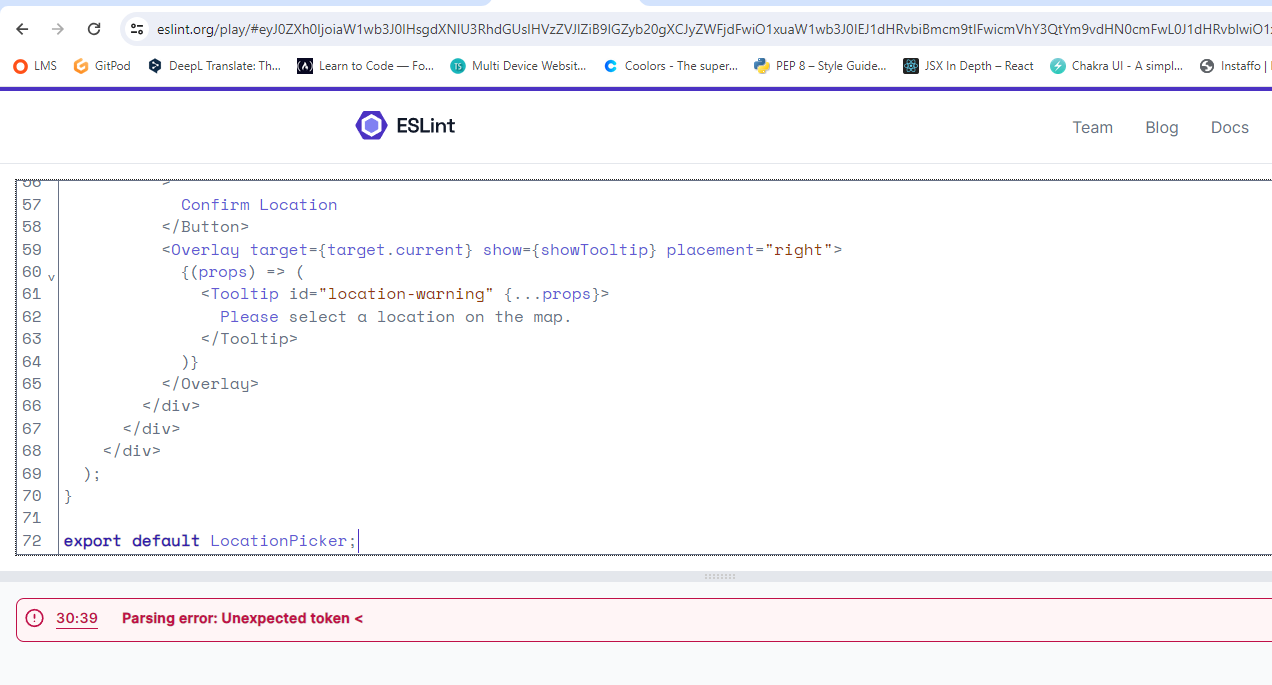 eslint.org/play/#eyJ0ZXh0IjoiaW1wb3J0IHsgdXNlU3RhdGUsIHVzZVJlZiB9IGZyb20gXCJyZWFjdFwiO1xuaW1wb3J0IEJ1dHRvbiBmcm9tIFwicmVhY3QtYm9vdHN0cmFwL0J1dHRvblwiO1x
LMS GitPod DeepL Translate: Th... Learn to Code — Fo... TS Multi Device Websit... Coolors - The super... PEP 8 – Style Guide... JSX In Depth – React Chakra UI - A simpl... Instaffo |
ESLint
Team Blog Docs
56 >
57 Confirm Location
58 </Button>
59 <Overlay target={target.current} show={showTooltip} placement="right">
60 {(props) => (
61 <Tooltip id="location-warning" {...props}>
62 Please select a location on the map.
63 </Tooltip>
64 )}
65 </Overlay>
66 </div>
67 </div>
68 </div>
69 );
70 }
71
72 export default LocationPicker;
30:39 Parsing error: Unexpected token <